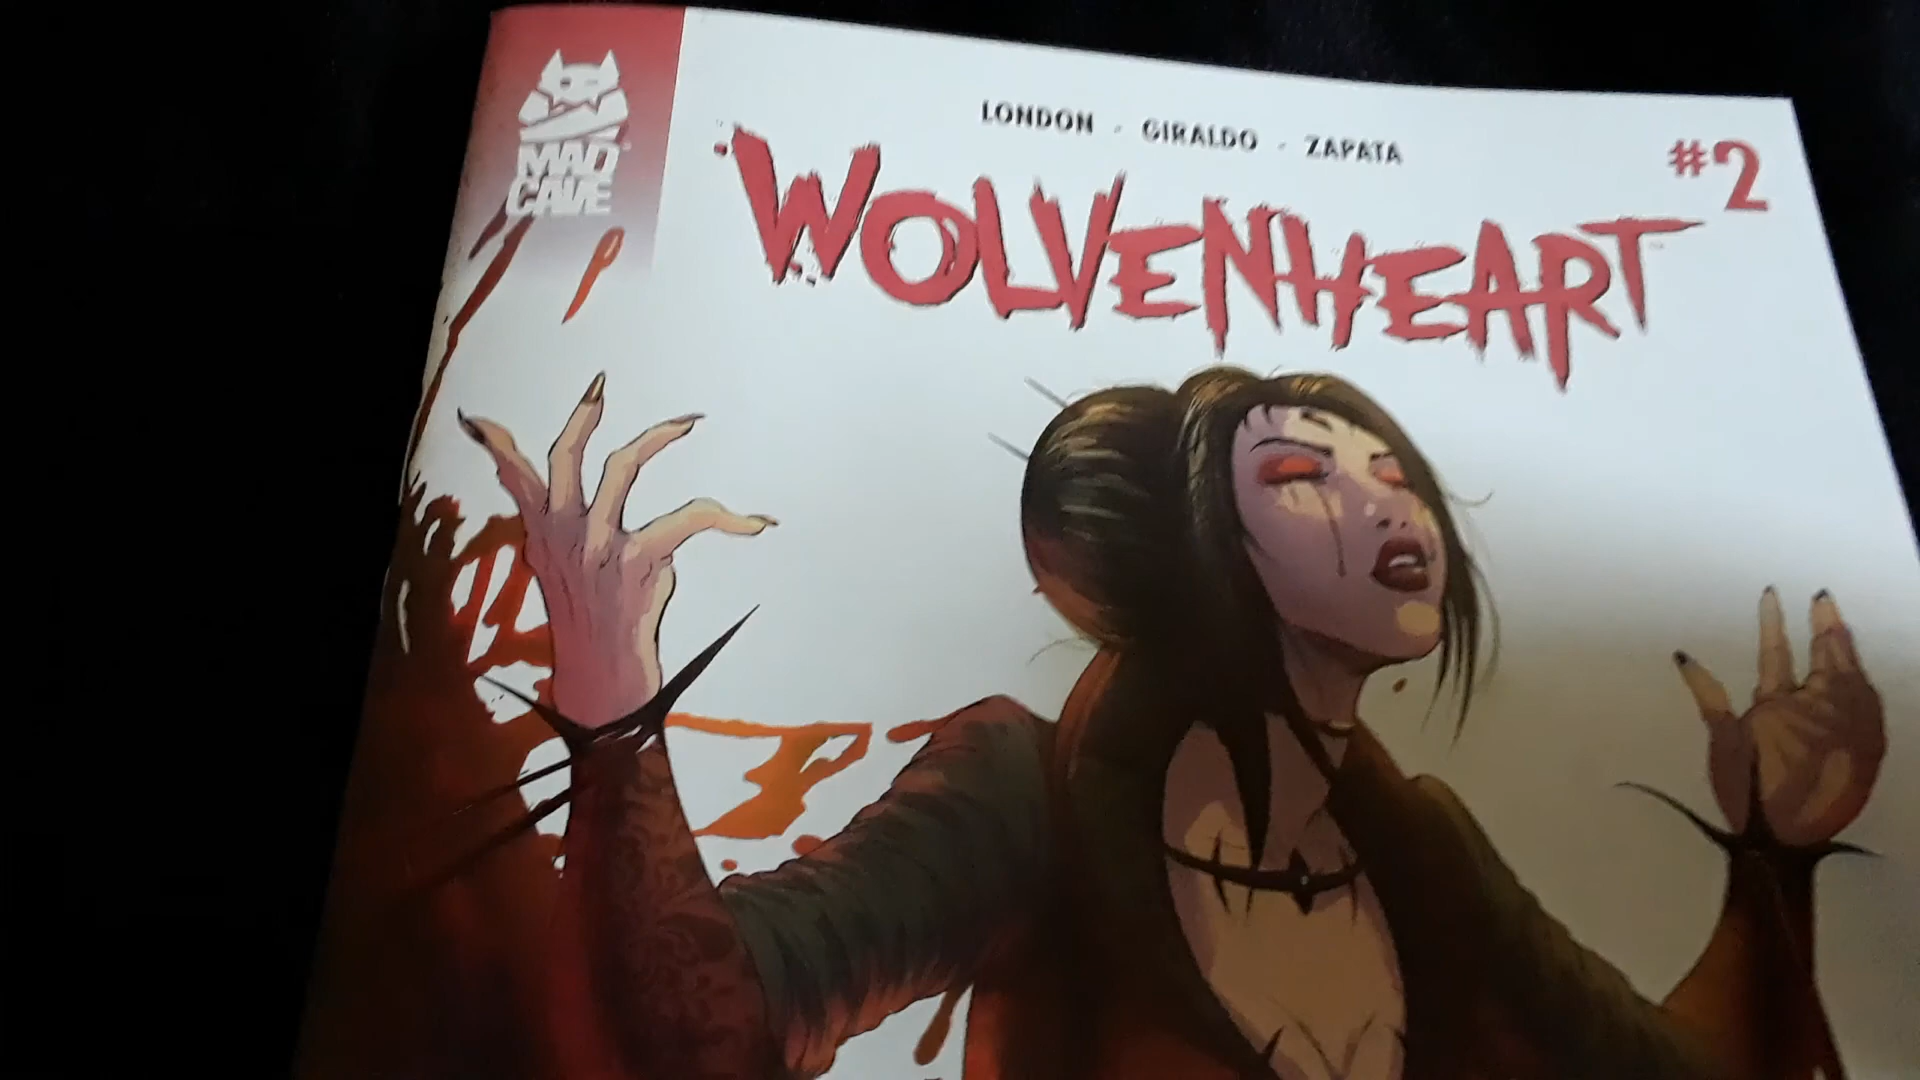 MAD
CAVE
LONDON - GIRALDO - ZAPATA
#2
WOLVENHEART